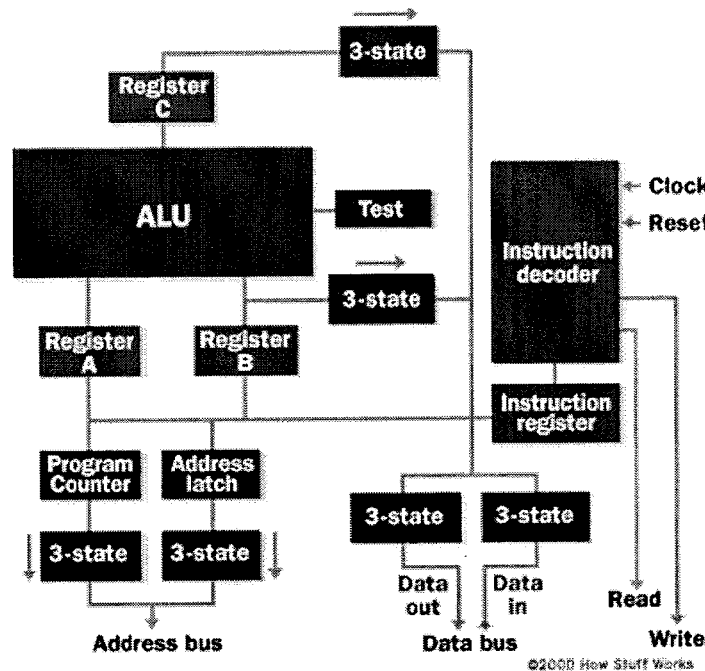 3-state
Register
C
ALU
Test
Clock
Reset
Instruction
decoder
3-state
Register
A
Register
B
Instruction
register
Program
Counter
Address
latch
3-state
3-state
3-state
3-state
Data
out
Data
in
Read
Address bus
Data bus
Write
©2000 How Stuff Works